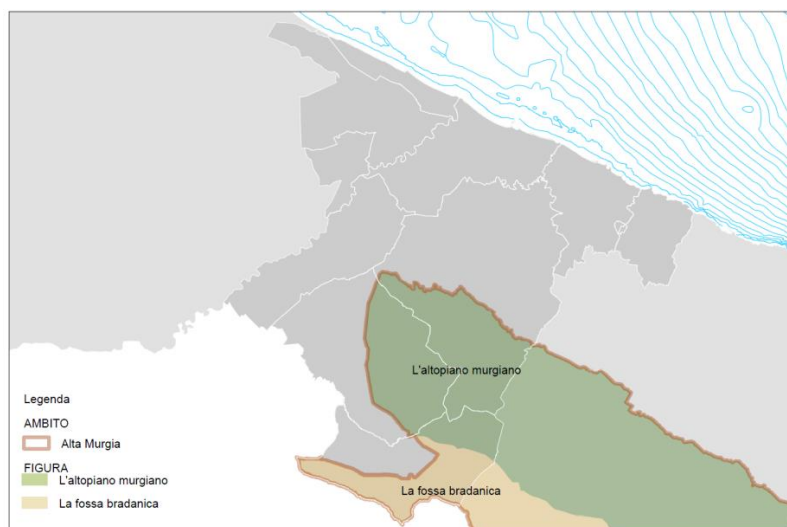 L'altopiano murgiano
La fossa bradanica
Legenda
AMBITO
Alta Murgia
FIGURA
L'altopiano murgiano
La fossa bradanica